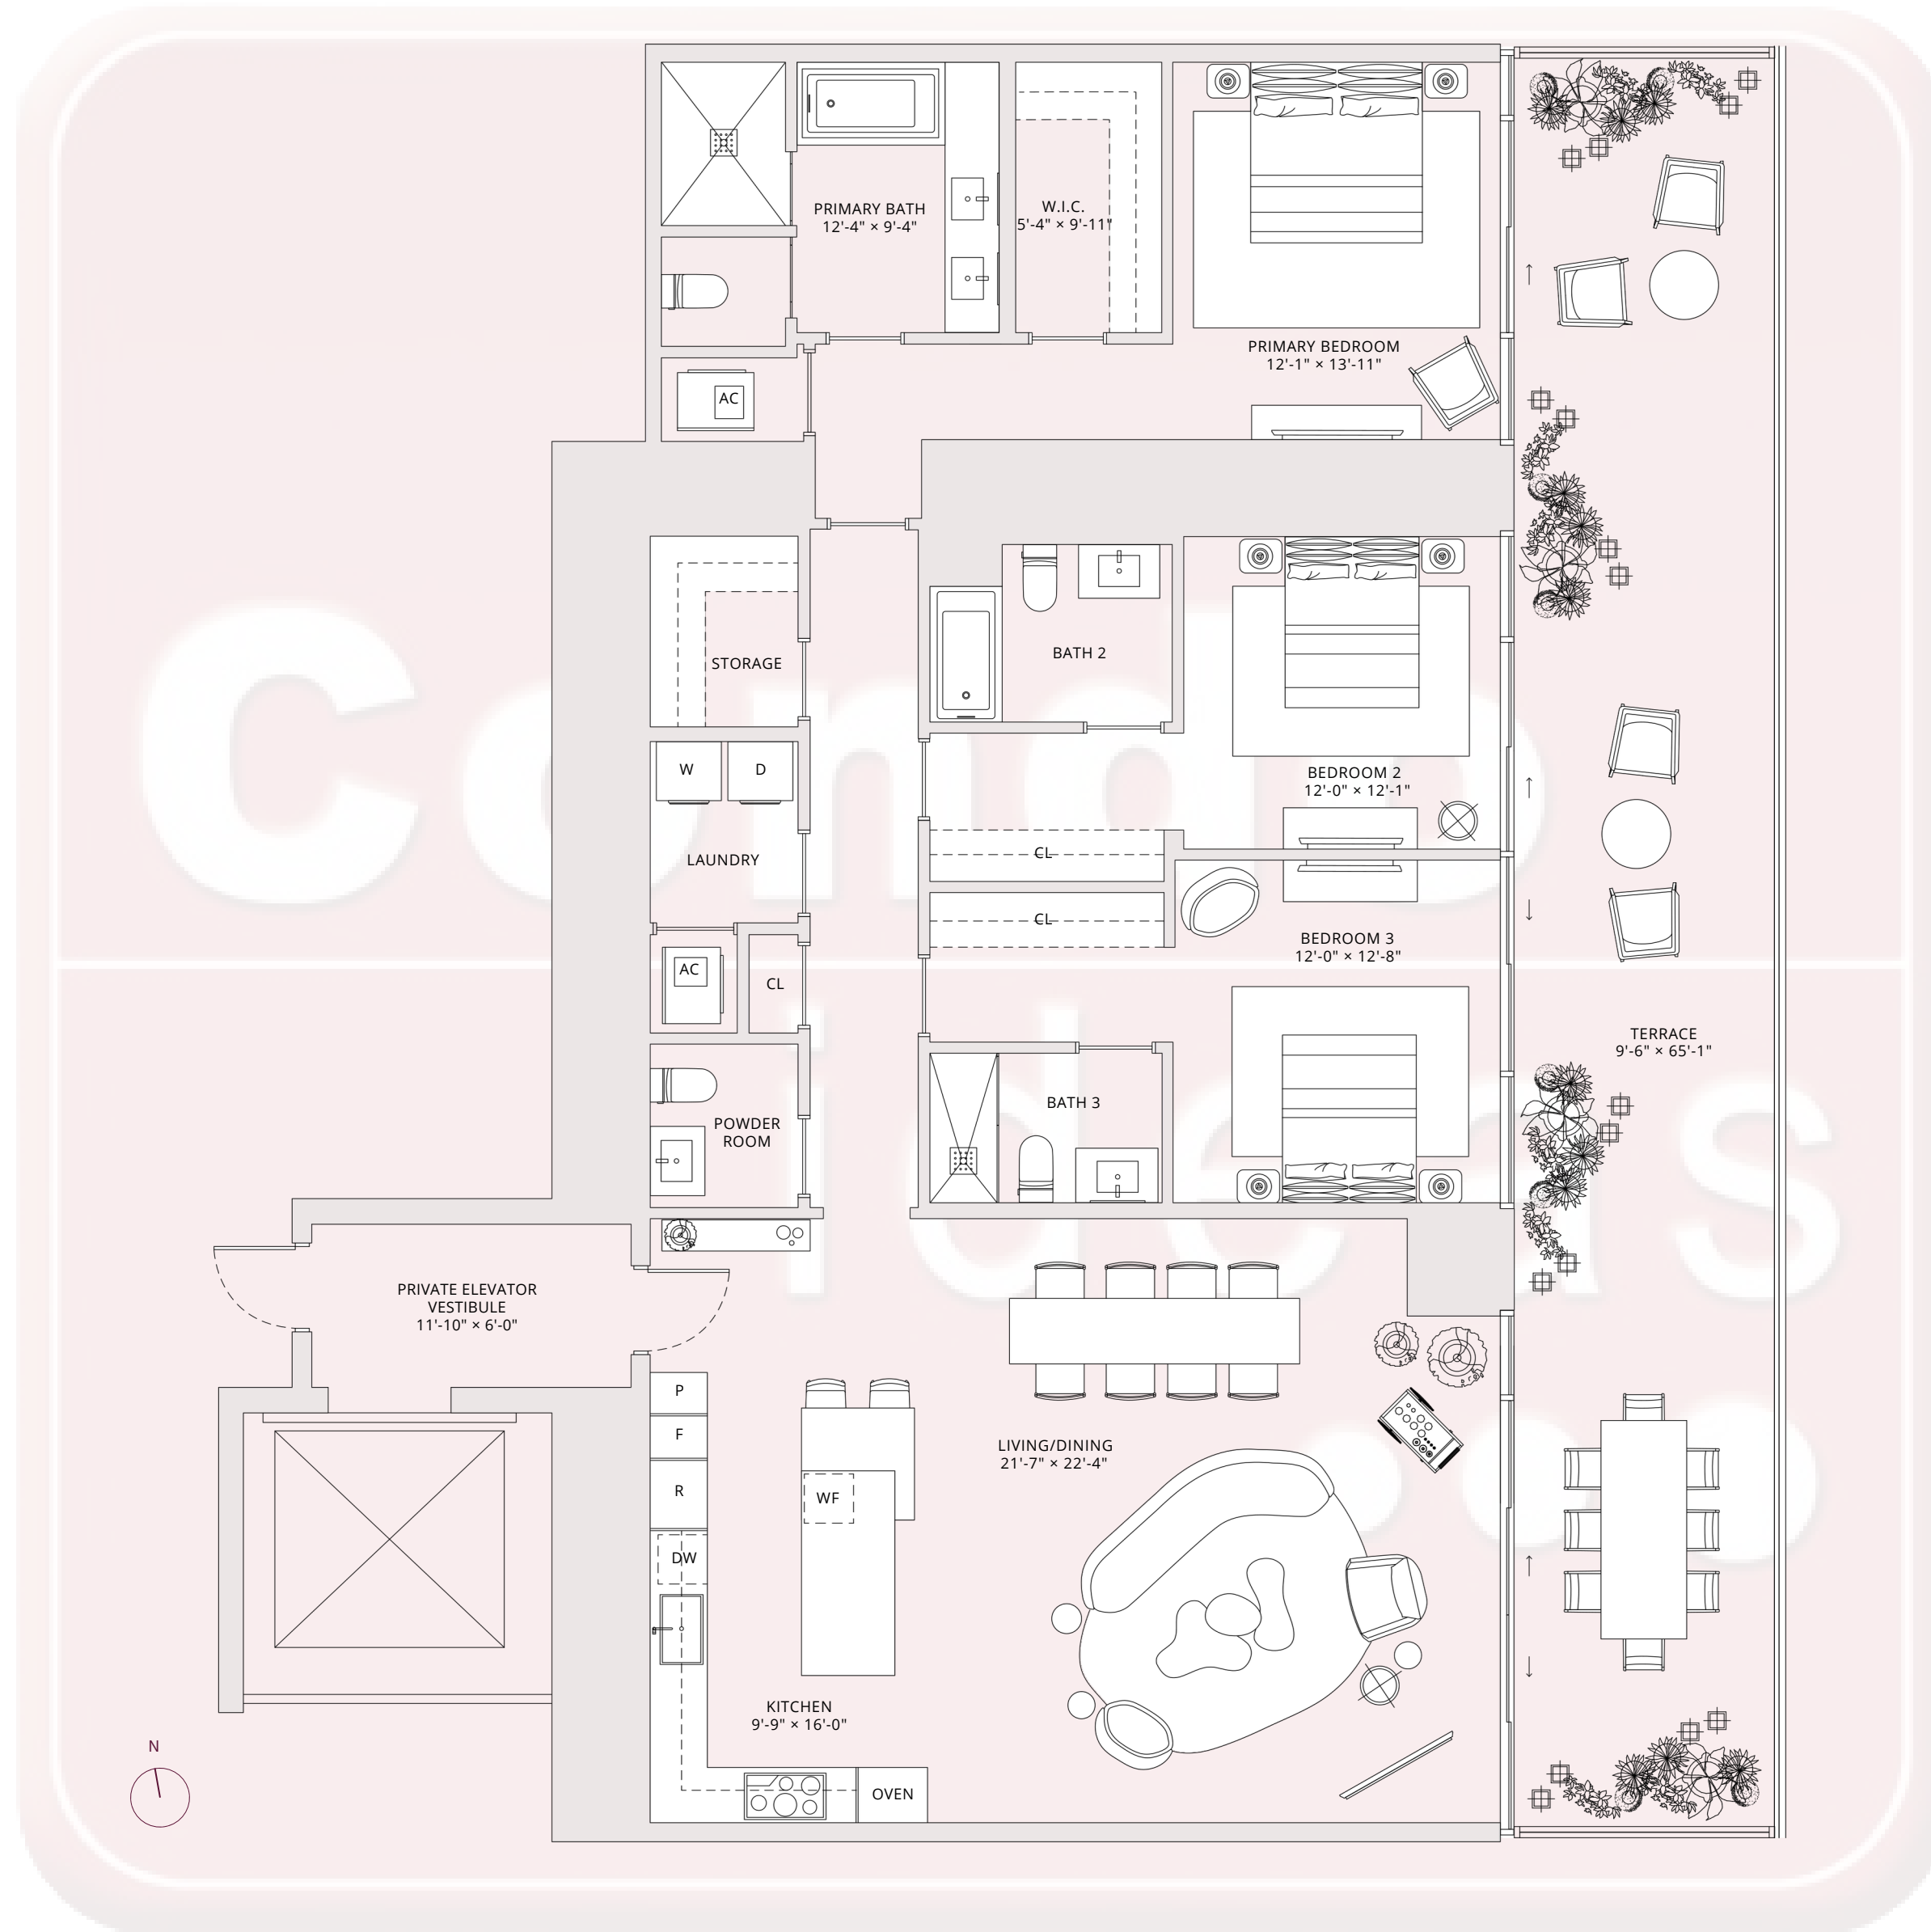 PRIMARY BATH
12'-4" × 9'-4"
W.I.C.
5'-4" × 9'-11"
PRIMARY BEDROOM
12'-1" × 13'-11"
AC
STORAGE
BATH 2
W
D
BEDROOM 2
12'-0" × 12'-1"
LAUNDRY
CL
CL
BEDROOM 3
12'-0" × 12'-8"
AC
CL
TERRACE
9'-6" × 65'-1"
BATH 3
POWDER
ROOM
PRIVATE ELEVATOR
VESTIBULE
11'-10" × 6'-0"
P
F
R
DW
WF
LIVING/DINING
21'-7" × 22'-4"
KITCHEN
9'-9" × 16'-0"
OVEN
N
Condo
ideas